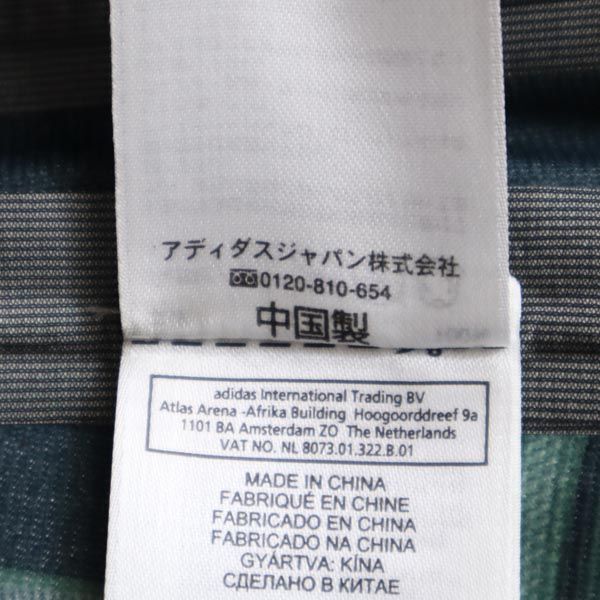 アディダスジャパン株式会社
0120-810-654
中国製
adidas International Trading BV
Atlas Arena -Afrika Building Hoogoorddreef 9a
1101 BA Amsterdam ZO The Netherlands
VAT NO. NL 8073.01.322.B.01
MADE IN CHINA
FABRIQUÉ EN CHINE
FABRICADO EN CHINA
FABRICADO NA CHINA
GYÁRTVA: KÍNA
СДЕЛАНО В КИТАЕ